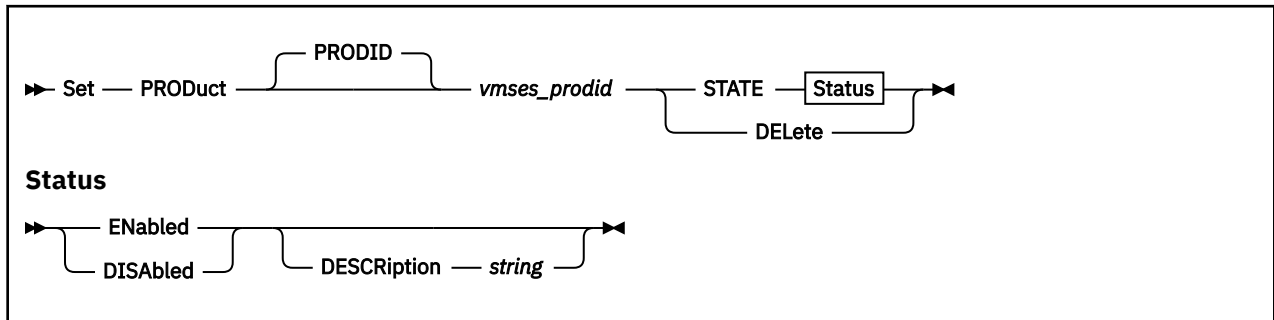 PRODID
Set PRODuct vmses_prodid STATE Status
DELete
Status
ENabled
DISAbled DESCRiption string